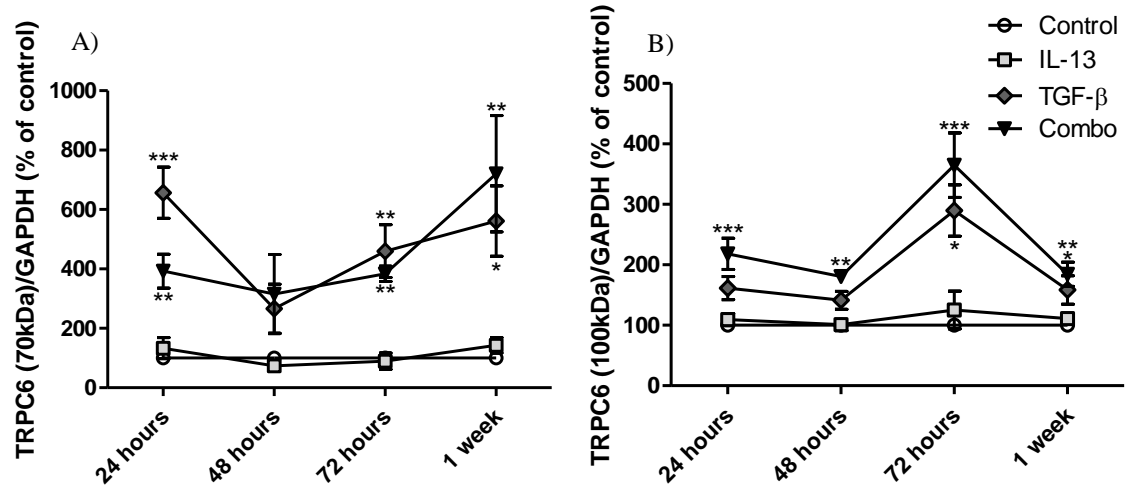 A)
TRPC6 (70kDa)/GAPDH (% of control)
1000
800
600
400
200
0
***
**
**
**
**
*
24 hours
48 hours
72 hours
1 week
B)
TRPC6 (100kDa)/GAPDH (% of control)
500
400
300
200
100
0
***
**
***
*
**
*
24 hours
48 hours
72 hours
1 week
Control
IL-13
TGF-β
Combo